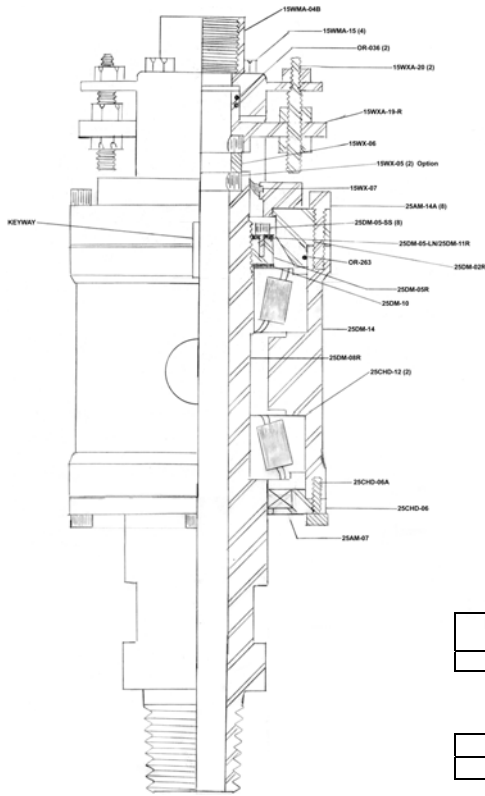 15WMA-04B
15WMA-15 (4)
OR-036 (2)
15WXA-20 (2)
15WXA-19-R
15WX-06
15WX-05 (2) Option
15WX-07
25AM-14A (8)
KEYWAY
25DM-05-SS (8)
25DM-05-LN/25DM-11R
25DM-02R
OR-263
25DM-05R
25DM-10
25DM-14
25DM-08R
25CHD-12 (2)
25CHD-06A
25CHD-06
25AM-07